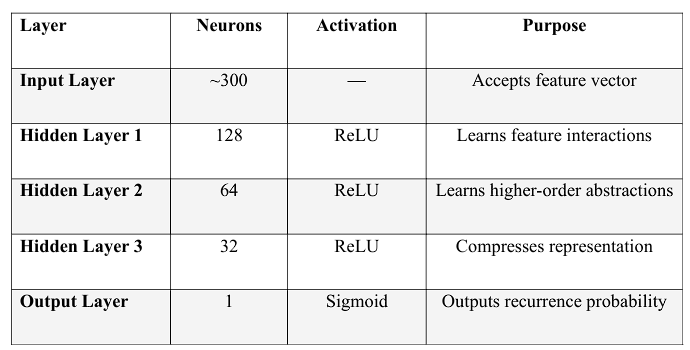 Layer Neurons Activation Purpose
Input Layer ~300 — Accepts feature vector
Hidden Layer 1 128 ReLU Learns feature interactions
Hidden Layer 2 64 ReLU Learns higher-order abstractions
Hidden Layer 3 32 ReLU Compresses representation
Output Layer 1 Sigmoid Outputs recurrence probability